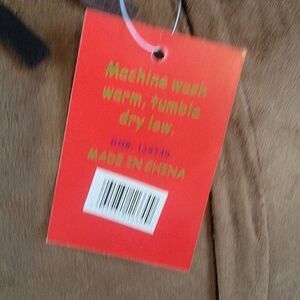 Machine wash
warm, tumble
dry low.
MADE IN CHINA